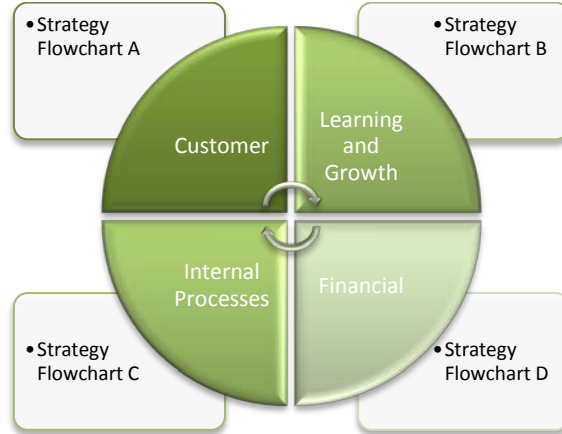 •Strategy
Flowchart A
•Strategy
Flowchart B
Customer
Learning
and
Growth
Internal
Processes
Financial
•Strategy
Flowchart C
•Strategy
Flowchart D